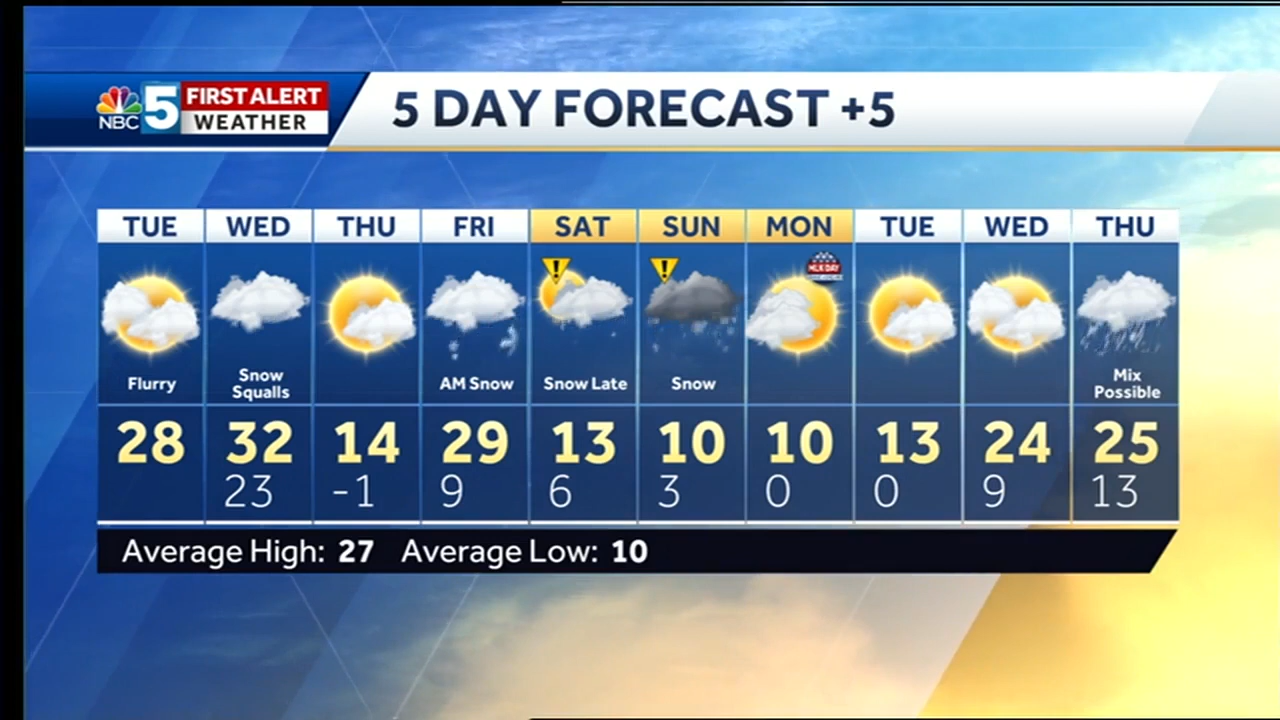 NBC 5 FIRST ALERT WEATHER
5 DAY FORECAST +5
TUE WED THU FRI SAT SUN MON TUE WED THU
! ! MLK DAY
Flurry Snow Squalls AM Snow Snow Late Snow Mix Possible
28 32 14 29 13 10 10 13 24 25
23 -1 9 6 3 0 0 9 13
Average High: 27 Average Low: 10